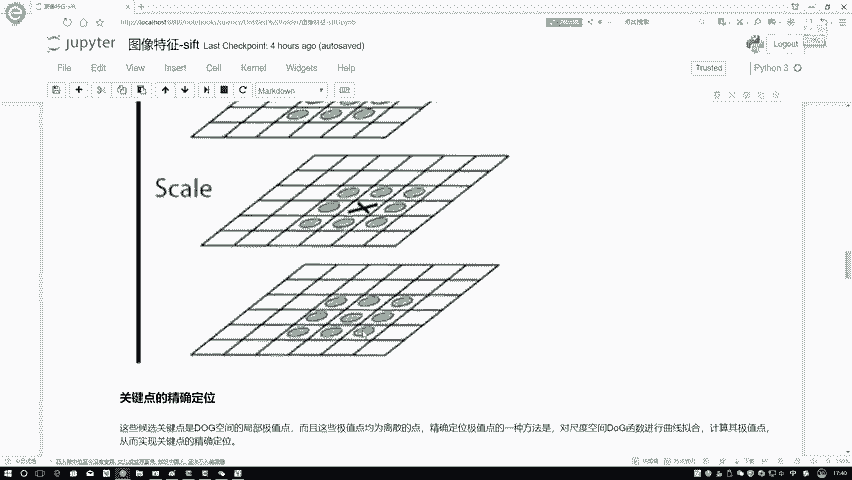 jupyter 图像特征-sift Last Checkpoint: 4 hours ago (autosaved)
Logout
File Edit View Insert Cell Kernel Widgets Help
Trusted
Python 3
Markdown
Scale
关键点的精确定位
这些候选关键点是DOG空间的局部极值点，而且这些极值点均为离散的点，精确定位极值点的一种方法是，对尺度空间DoG函数进行曲线拟合，计算其极值点，
从而实现关键点的精确定位。
17:40